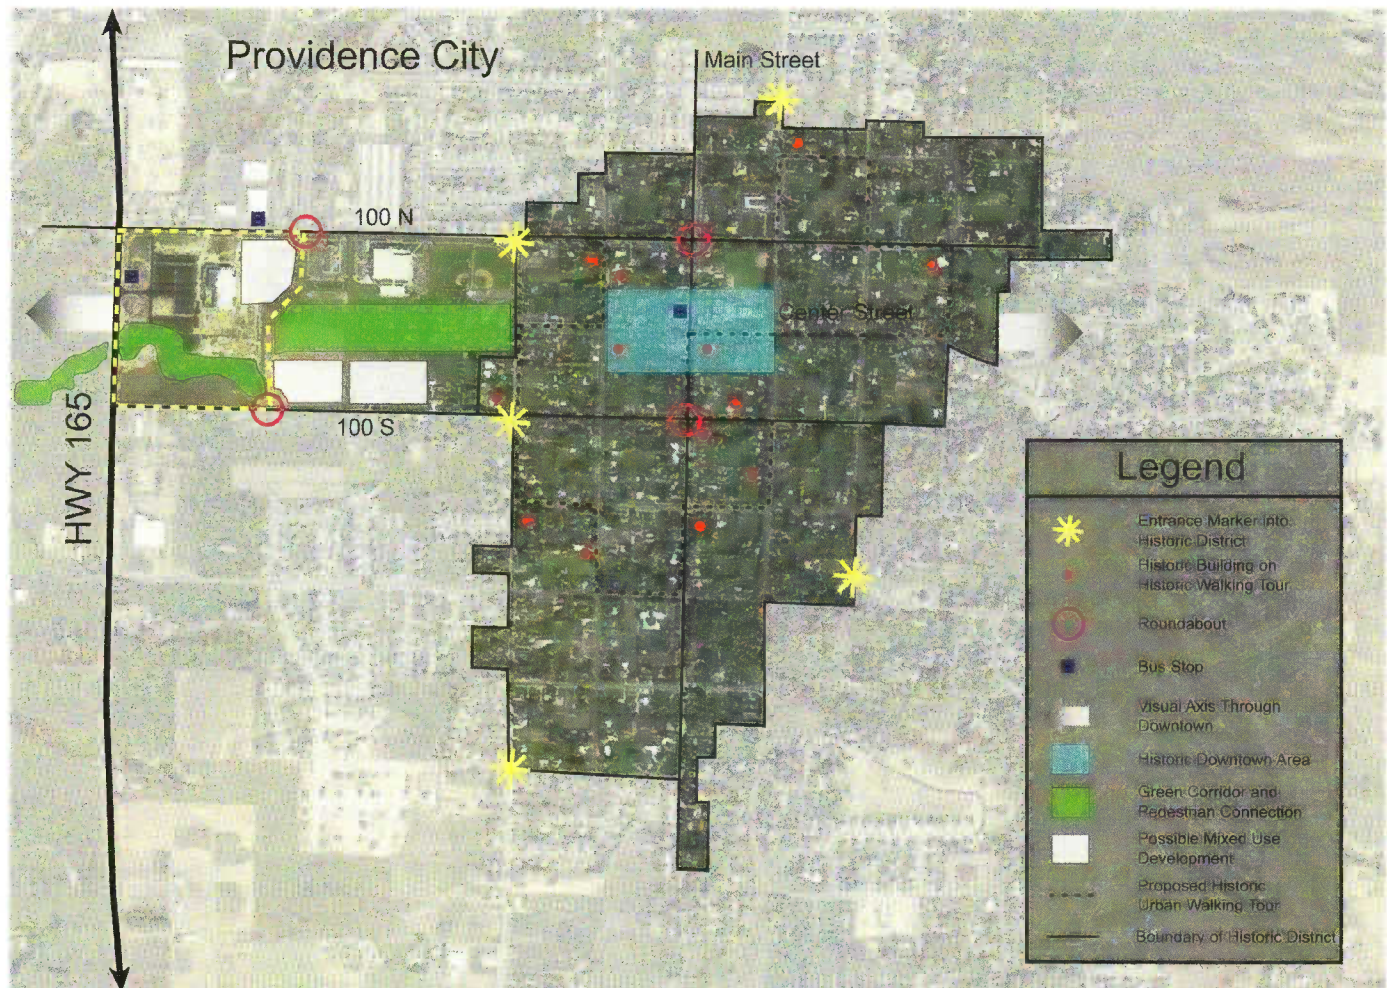 Providence City
Main Street
100 N
Center Street
100 S
HWY 165
Legend
Entrance Marker into
Historic District
Historic Building on
Historic Walking Tour
Roundabout
Bus Stop
Visual Axis Through
Downtown
Historic Downtown Area
Green Corridor and
Pedestrian Connection
Possible Mixed Use
Development
Proposed Historic
Urban Walking Tour
Boundary of Historic District